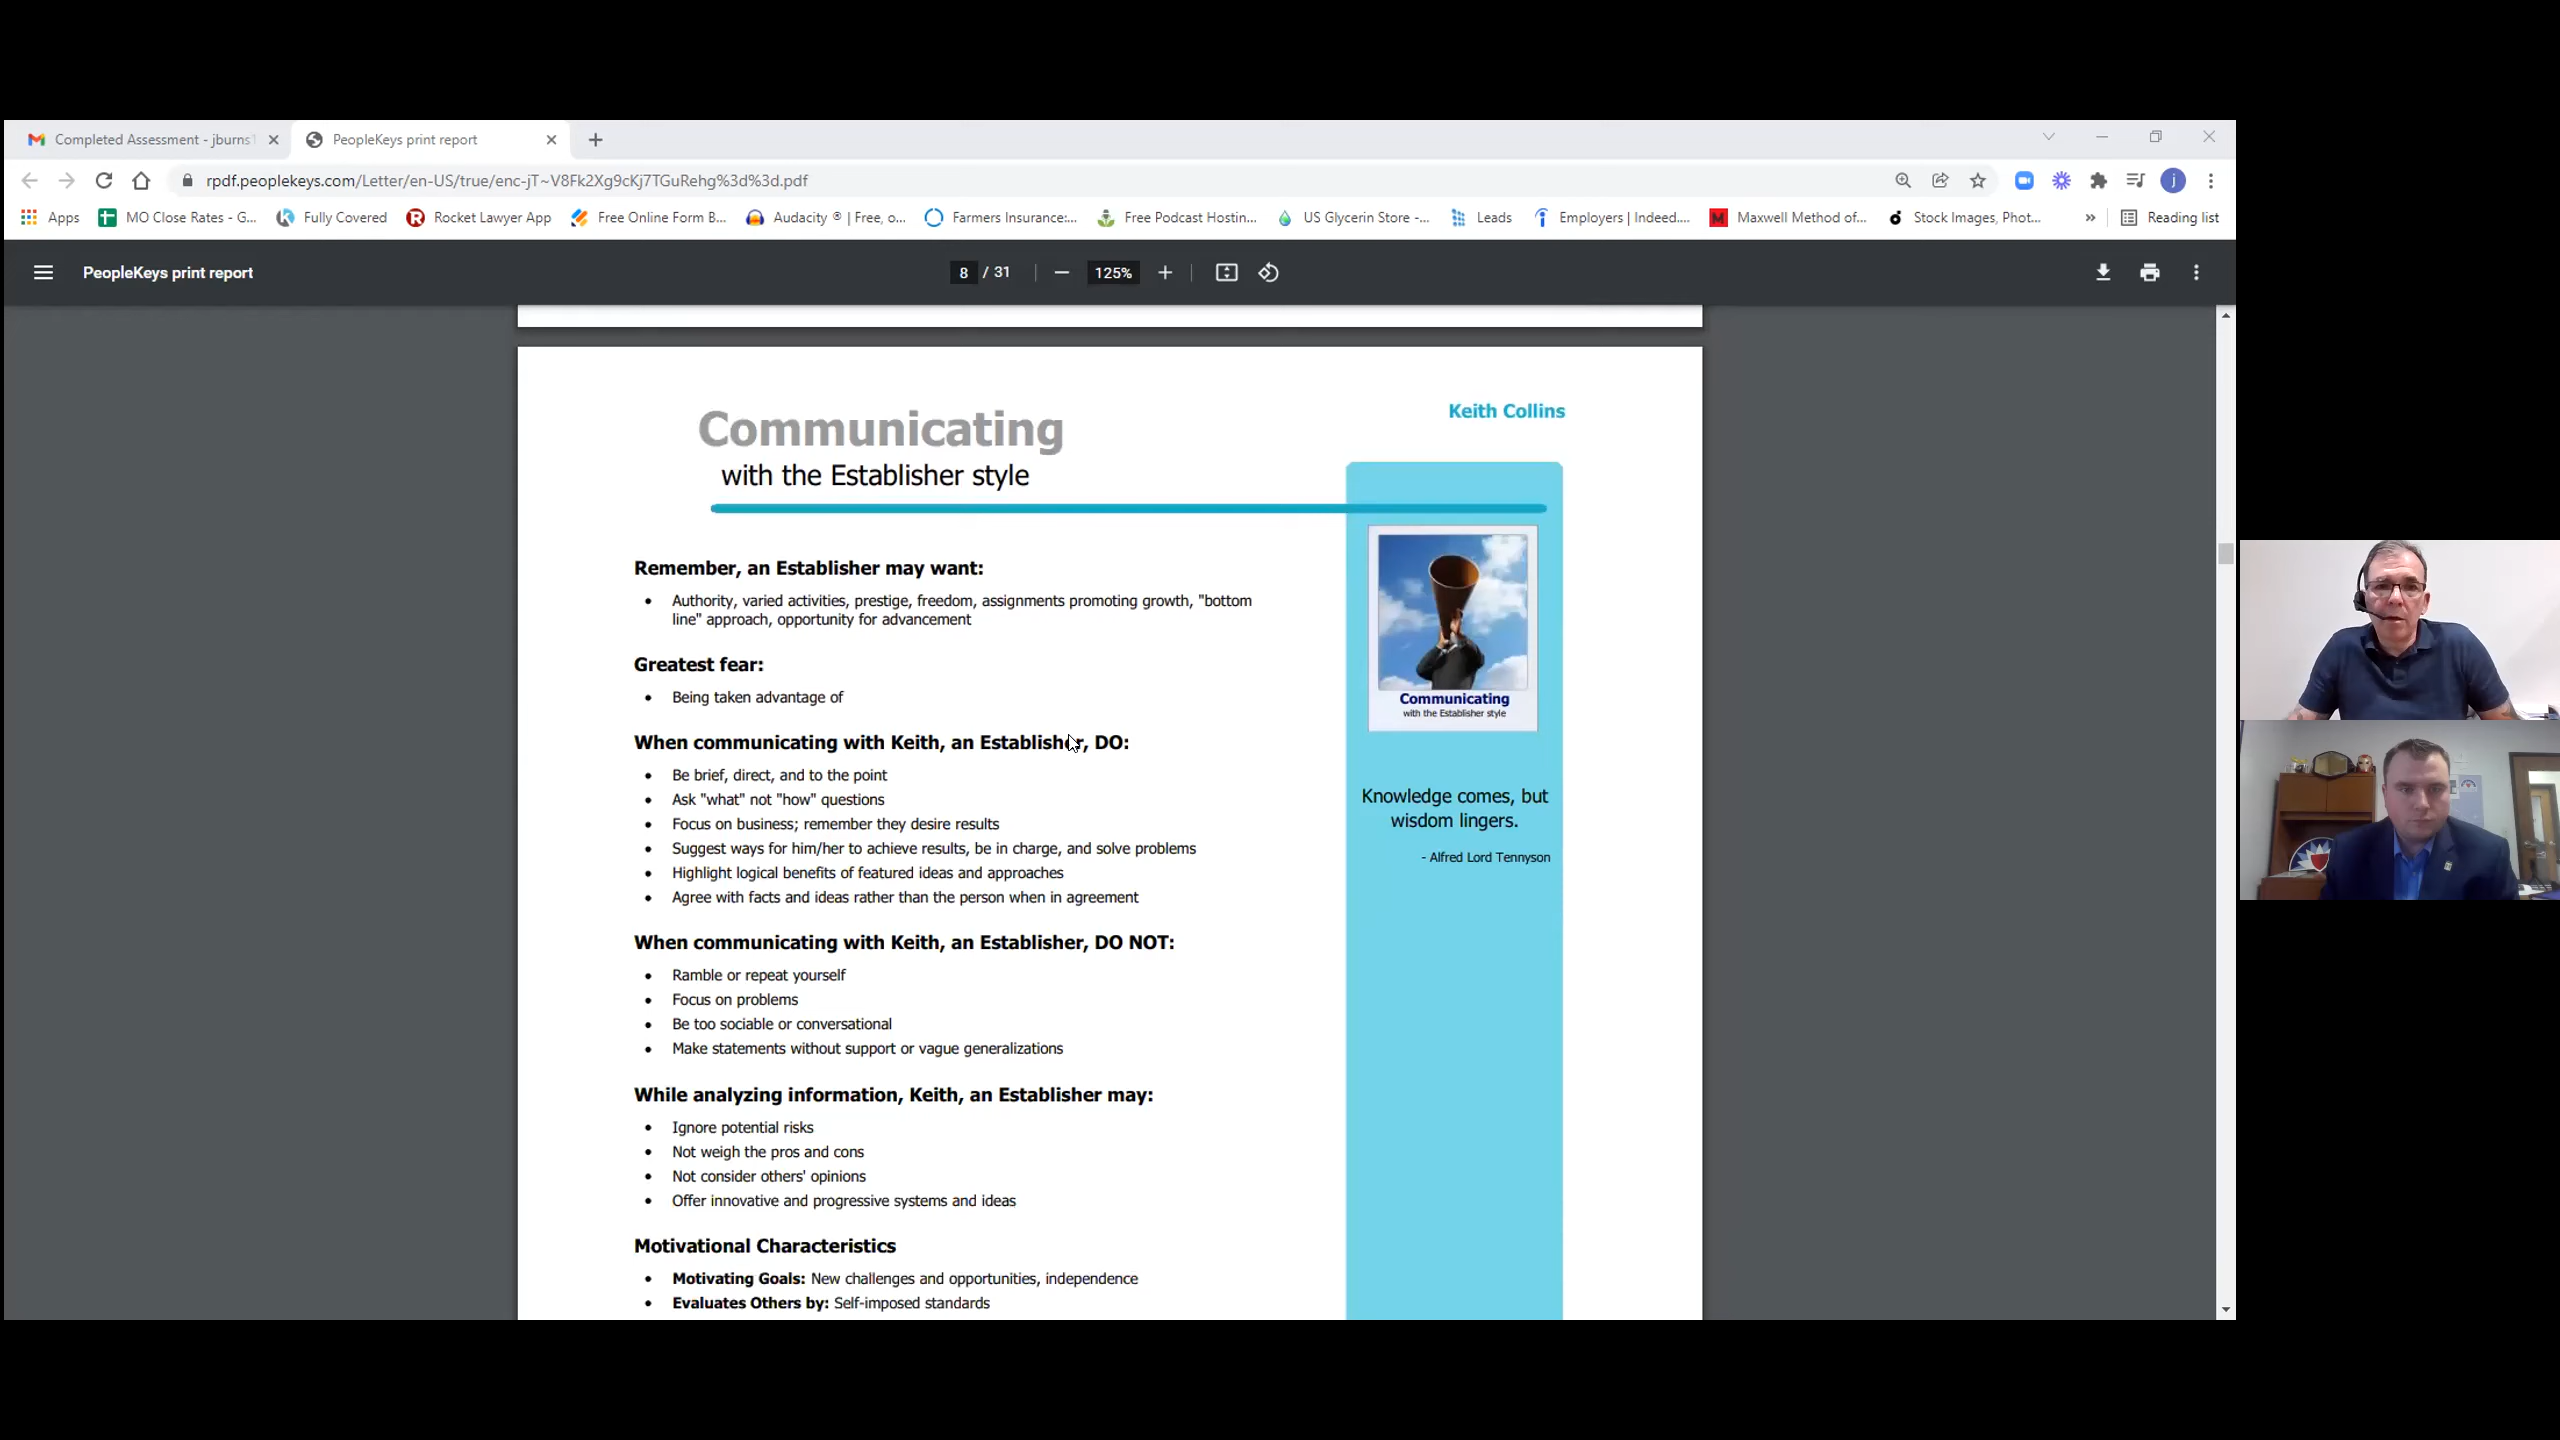 Completed Assessment - jburns1
PeopleKeys print report
rpdf.peoplekeys.com/Letter/en-US/true/enc-jT~V8Fk2Xg9cKj7TGuRehg%3d%3d.pdf
j
Apps
MO Close Rates - G...
Fully Covered
Rocket Lawyer App
Free Online Form B...
Audacity ® | Free, o...
Farmers Insurance:...
Free Podcast Hostin...
US Glycerin Store -...
Leads
Employers | Indeed....
Maxwell Method of...
Stock Images, Phot...
»
Reading list
PeopleKeys print report
8 / 31
125%
Keith Collins
Communicating
with the Establisher style
Remember, an Establisher may want:
• Authority, varied activities, prestige, freedom, assignments promoting growth, "bottom
line" approach, opportunity for advancement
Greatest fear:
• Being taken advantage of
When communicating with Keith, an Establisher, DO:
• Be brief, direct, and to the point
• Ask "what" not "how" questions
• Focus on business; remember they desire results
• Suggest ways for him/her to achieve results, be in charge, and solve problems
• Highlight logical benefits of featured ideas and approaches
• Agree with facts and ideas rather than the person when in agreement
When communicating with Keith, an Establisher, DO NOT:
• Ramble or repeat yourself
• Focus on problems
• Be too sociable or conversational
• Make statements without support or vague generalizations
While analyzing information, Keith, an Establisher may:
• Ignore potential risks
• Not weigh the pros and cons
• Not consider others' opinions
• Offer innovative and progressive systems and ideas
Motivational Characteristics
• Motivating Goals: New challenges and opportunities, independence
• Evaluates Others by: Self-imposed standards
Communicating
with the Establisher style
Knowledge comes, but
wisdom lingers.
- Alfred Lord Tennyson